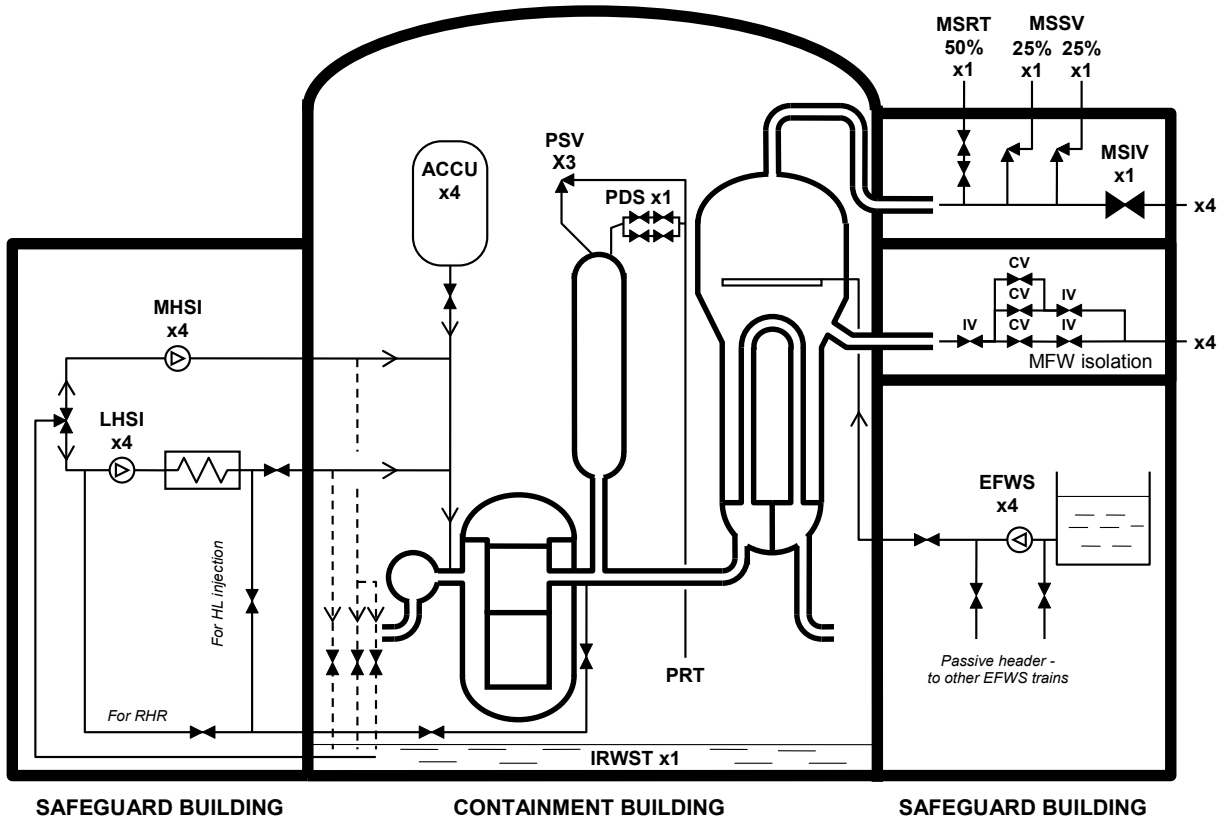 MSRT
50%
x1
MSSV
25% 25%
x1 x1
MSIV
x1
x4
PSV
X3
PDS x1
ACCU
x4
MHSI
x4
LHSI
x4
CV
CV
IV
IV
CV
IV
x4
MFW isolation
EFWS
x4
For HL injection
Passive header -
to other EFWS trains
PRT
For RHR
IRWST x1
SAFEGUARD BUILDING
CONTAINMENT BUILDING
SAFEGUARD BUILDING